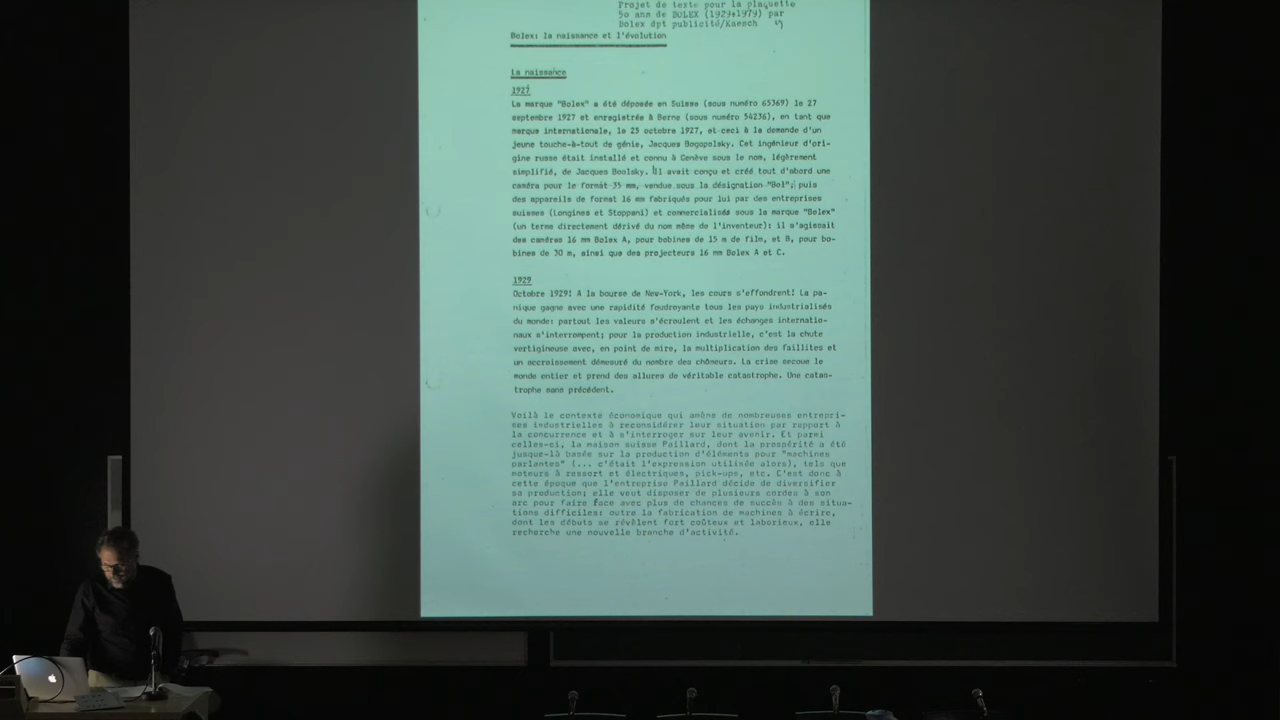 Projet de texte pour la plaquette
50 ans de BOLEX (1929-1979) par
Bolex dpt publicité/Kaesch
Bolex: la naissance et l'évolution
La naissance
1927
La marque "Bolex" a été déposée en Suisse (sous numéro 65369) le 27
septembre 1927 et enregistrée à Berne (sous numéro 54236), en tant que
marque internationale, le 25 octobre 1927, et ceci à la demande d'un
jeune touche-à-tout de génie, Jacques Bogopolsky. Cet ingénieur d'ori-
gine russe était installé et connu à Genève sous le nom, légèrement
simplifié, de Jacques Boolsky. Il avait conçu et créé tout d'abord une
caméra pour le format 35 mm, vendue sous la désignation "Bol"; puis
des appareils de format 16 mm fabriqués pour lui par des entreprises
suisses (Longines et Stoppani) et commercialisés sous la marque "Bolex"
(un terme directement dérivé du nom même de l'inventeur): il s'agissait
des caméras 16 mm Bolex A, pour bobines de 15 m de film, et B, pour bo-
bines de 30 m, ainsi que des projecteurs 16 mm Bolex A et C.
1929
Octobre 1929! A la bourse de New-York, les cours s'effondrent! La pa-
nique gagne avec une rapidité foudroyante tous les pays industrialisés
du monde: partout les valeurs s'écroulent et les échanges internatio-
naux s'interrompent; pour la production industrielle, c'est la chute
vertigineuse avec, en point de mire, la multiplication des faillites et
un accroissement démesuré du nombre des chômeurs. La crise secoue le
monde entier et prend des allures de véritable catastrophe. Une catas-
trophe sans précédent.
Voilà le contexte économique qui amène de nombreuses entrepri-
ses industrielles à reconsidérer leur situation par rapport à
la concurrence et à s'interroger sur leur avenir. Et parmi
celles-ci, la maison suisse Paillard, dont la prospérité a été
jusque-là basée sur la production d'éléments pour "machines
parlantes" (... c'était l'expression utilisée alors), tels que
moteurs à ressort et électriques, pick-ups, etc. C'est donc à
cette époque que l'entreprise Paillard décide de diversifier
sa production; elle veut disposer de plusieurs cordes à son
arc pour faire face avec plus de chances de succès à des situa-
tions difficiles: outre la fabrication de machines à écrire,
dont les débuts se révèlent fort coûteux et laborieux, elle
recherche une nouvelle branche d'activité.